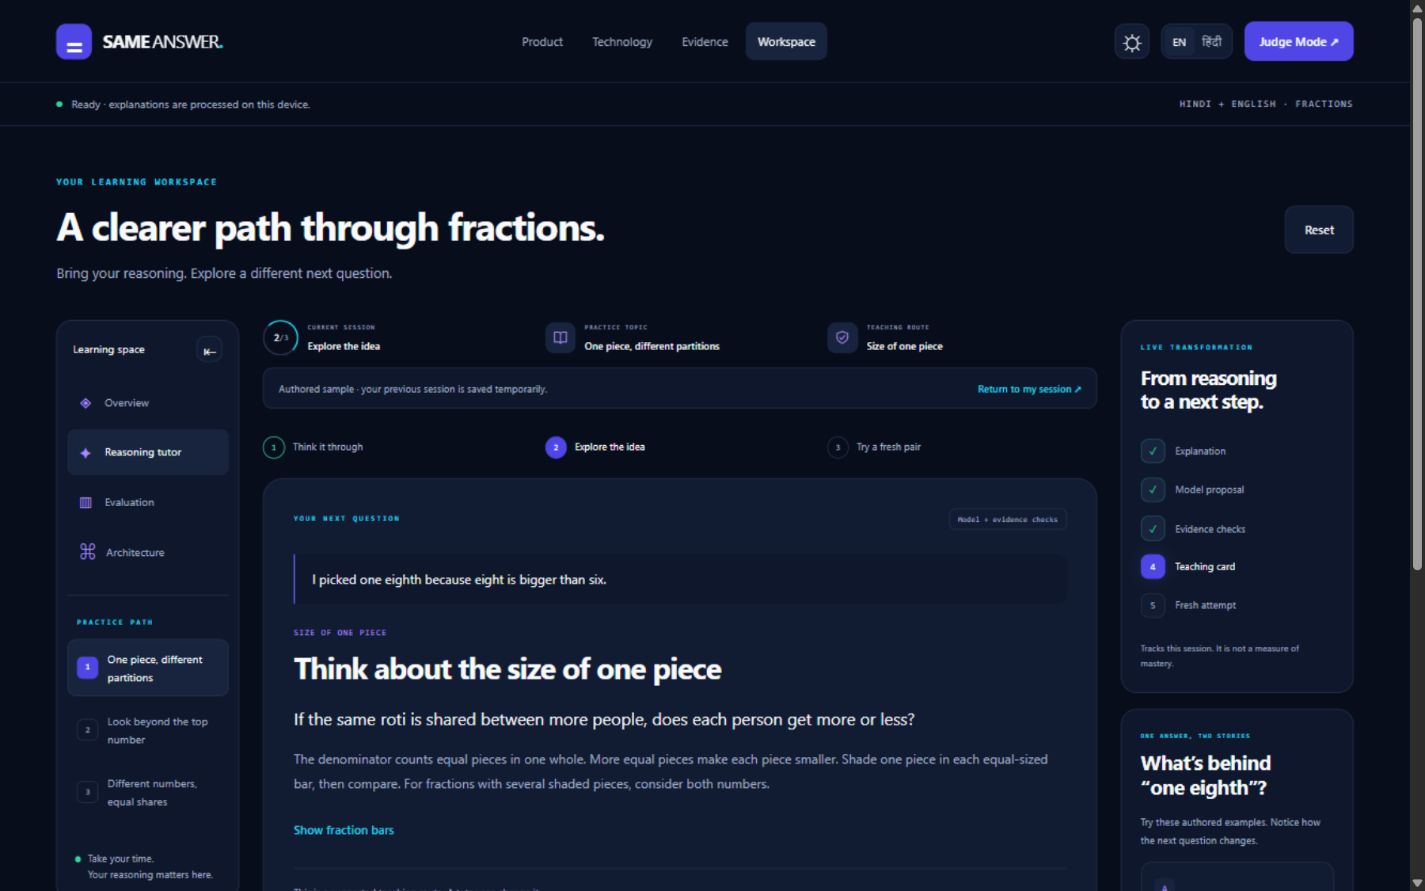 SAME ANSWER.
Product
Technology
Evidence
Workspace
EN
हिंदी
Judge Mode ↗
Ready · explanations are processed on this device.
HINDI + ENGLISH · FRACTIONS
YOUR LEARNING WORKSPACE
A clearer path through fractions.
Bring your reasoning. Explore a different next question.
Reset
Learning space
Overview
Reasoning tutor
Evaluation
Architecture
PRACTICE PATH
1
One piece, different
partitions
2
Look beyond the top
number
3
Different numbers,
equal shares
Take your time.
Your reasoning matters here.
2/3
CURRENT SESSION
Explore the idea
PRACTICE TOPIC
One piece, different partitions
TEACHING ROUTE
Size of one piece
Authored sample · your previous session is saved temporarily.
Return to my session ↗
1
Think it through
2
Explore the idea
3
Try a fresh pair
YOUR NEXT QUESTION
Model + evidence checks
I picked one eighth because eight is bigger than six.
SIZE OF ONE PIECE
Think about the size of one piece
If the same roti is shared between more people, does each person get more or less?
The denominator counts equal pieces in one whole. More equal pieces make each piece smaller. Shade one piece in each equal-sized
bar, then compare. For fractions with several shaded pieces, consider both numbers.
Show fraction bars
LIVE TRANSFORMATION
From reasoning
to a next step.
✓ Explanation
✓ Model proposal
✓ Evidence checks
4 Teaching card
5 Fresh attempt
Tracks this session. It is not a measure of
mastery.
ONE ANSWER, TWO STORIES
What's behind
“one eighth”?
Try these authored examples. Notice how
the next question changes.